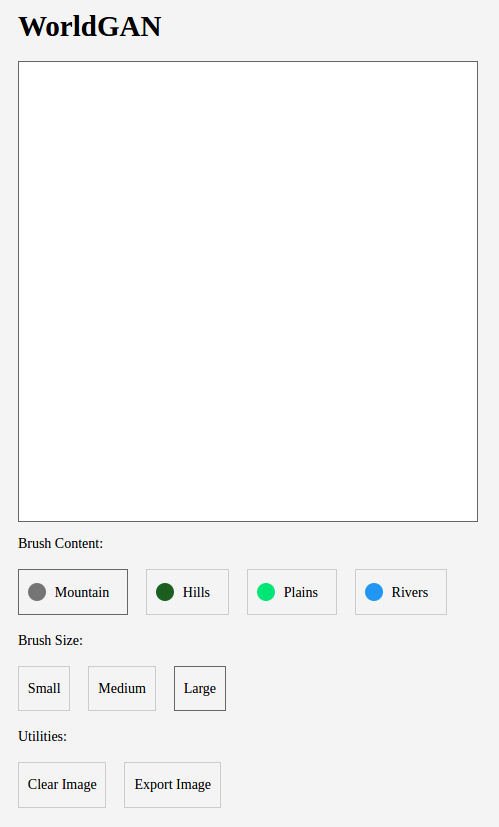 WorldGAN
Brush Content:
Mountain Hills Plains Rivers
Brush Size:
Small Medium Large
Utilities:
Clear Image Export Image